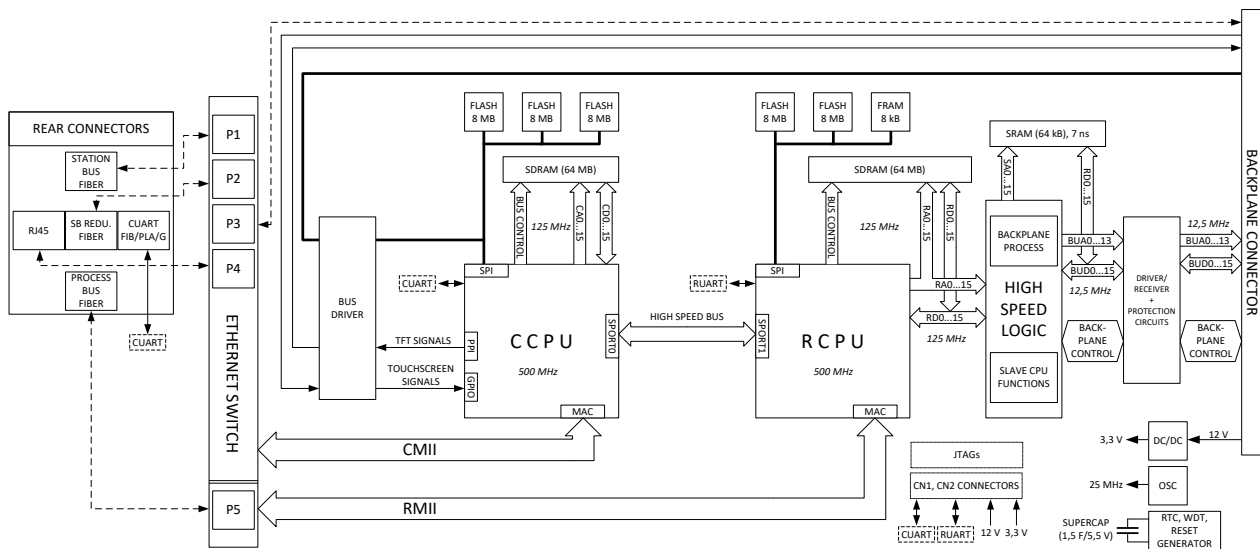 REAR CONNECTORS
STATION
BUS
FIBER
RJ45
SB REDU.
FIBER
CUART
FIB/PLA/G
PROCESS
BUS
FIBER
CUART
P1
P2
P3
P4
ETHERNET SWITCH
P5
BUS
DRIVER
FLASH
8 MB
FLASH
8 MB
FLASH
8 MB
SDRAM (64 MB)
BUS CONTROL
125 MHz
CA0...15
CD0...15
CUART
SPI
CCPU
500 MHz
SPORT0
PPI
GPIO
MAC
TFT SIGNALS
TOUCHSCREEN
SIGNALS
HIGH SPEED BUS
CMII
RMII
FLASH
8 MB
FLASH
8 MB
FRAM
8 kB
SDRAM (64 MB)
BUS CONTROL
125 MHz
RA0...15
RD0...15
RUART
SPI
SPORT1
RCPU
500 MHz
MAC
RA0...15
RD0...15
125 MHz
SRAM (64 kB), 7 ns
SA0...15
RD0...15
BACKPLANE
PROCESS
HIGH
SPEED
LOGIC
SLAVE CPU
FUNCTIONS
BUA0...13
BUD0...15
12,5 MHz
BACK-
PLANE
CONTROL
DRIVER/
RECEIVER
+
PROTECTION
CIRCUITS
12,5 MHz
BUA0...13
BUD0...15
BACK-
PLANE
CONTROL
BACKPLANE CONNECTOR
JTAGs
CN1, CN2 CONNECTORS
CUART
RUART
12 V
3,3 V
3,3 V
DC/DC
12 V
25 MHz
OSC
SUPERCAP
(1,5 F/5,5 V)
RTC, WDT,
RESET
GENERATOR